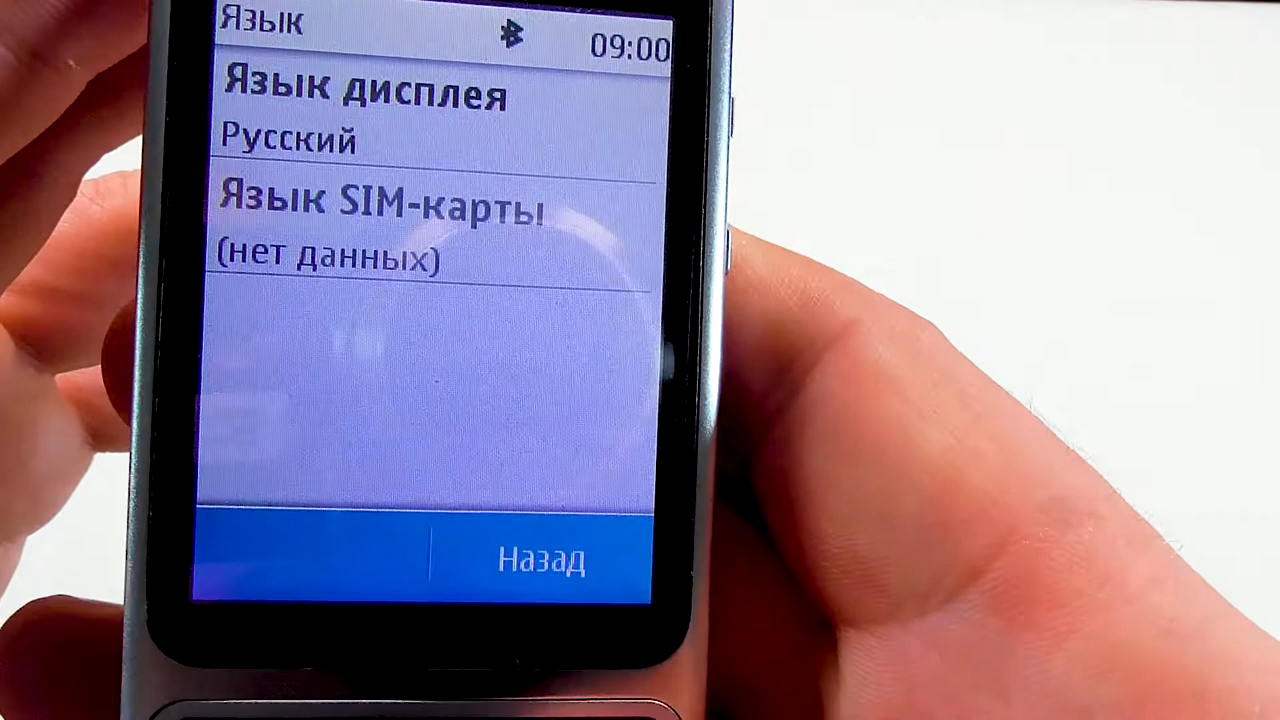 Язык
09:00
Язык дисплея
Русский
Язык SIM-карты
(нет данных)
Назад